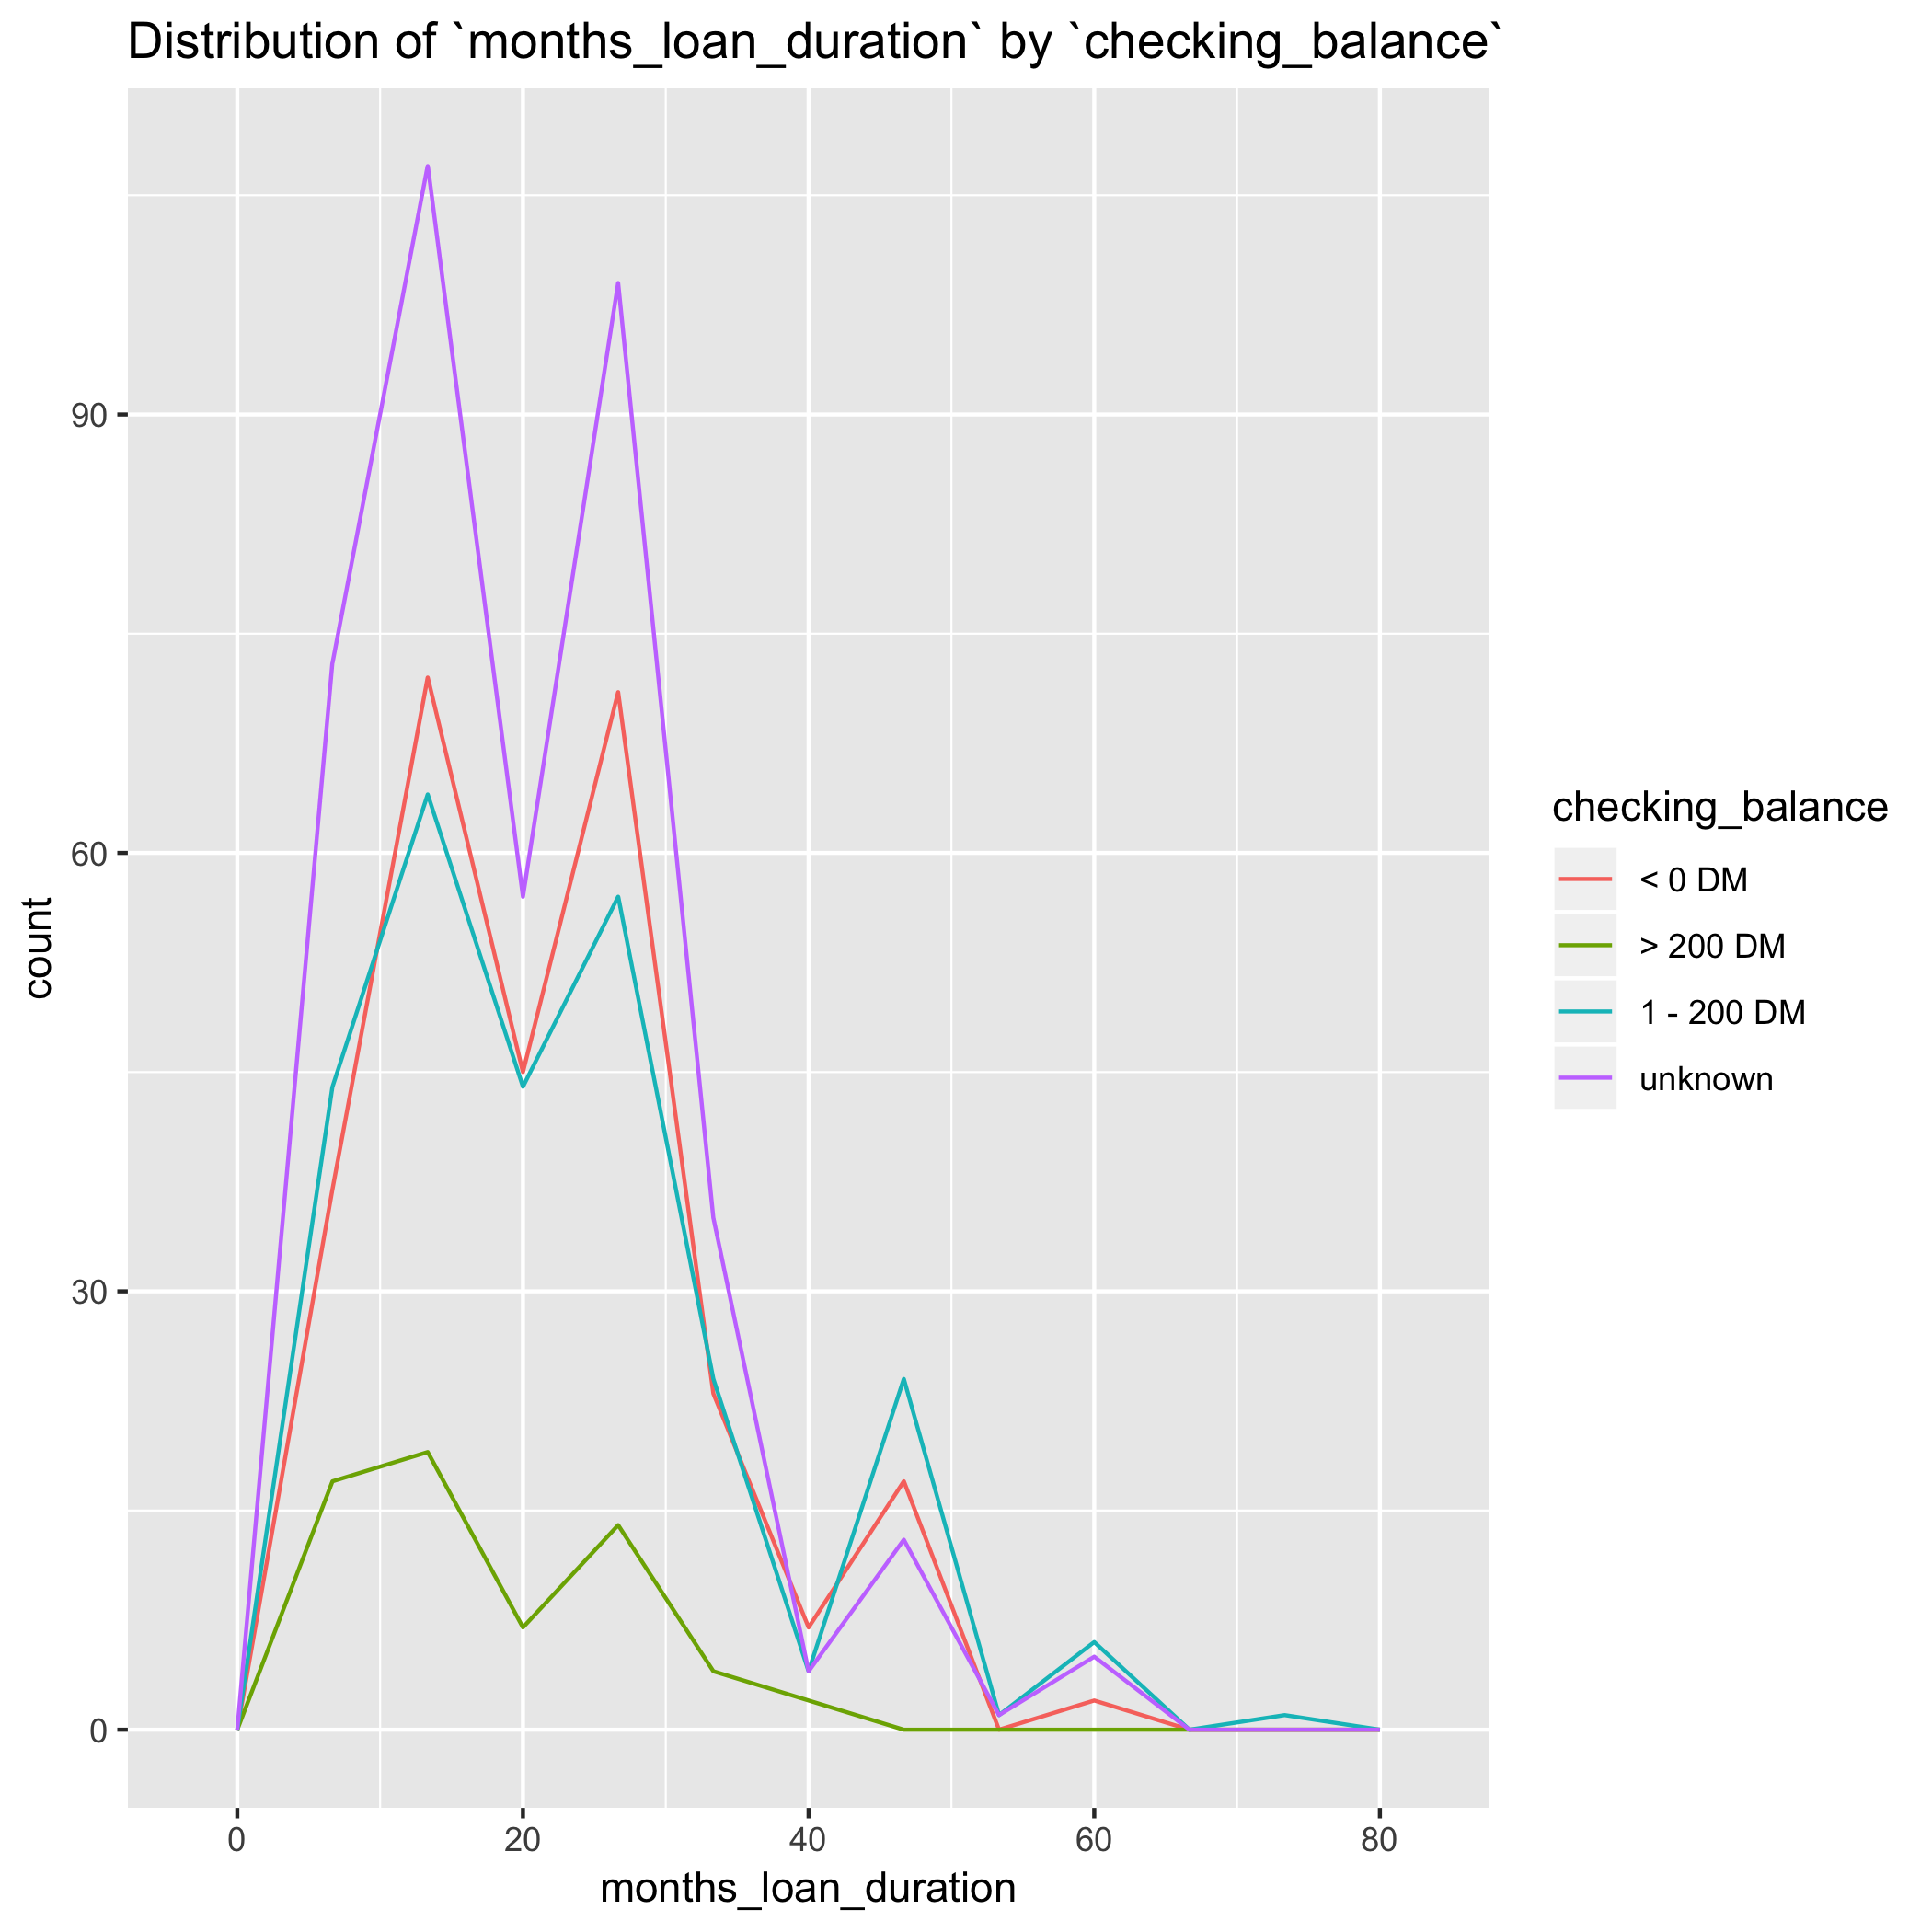 Distribution of `months_loan_duration` by `checking_balance`
90
60
30
0
count
0 20 40 60 80
months_loan_duration
checking_balance
< 0 DM
> 200 DM
1 - 200 DM
unknown